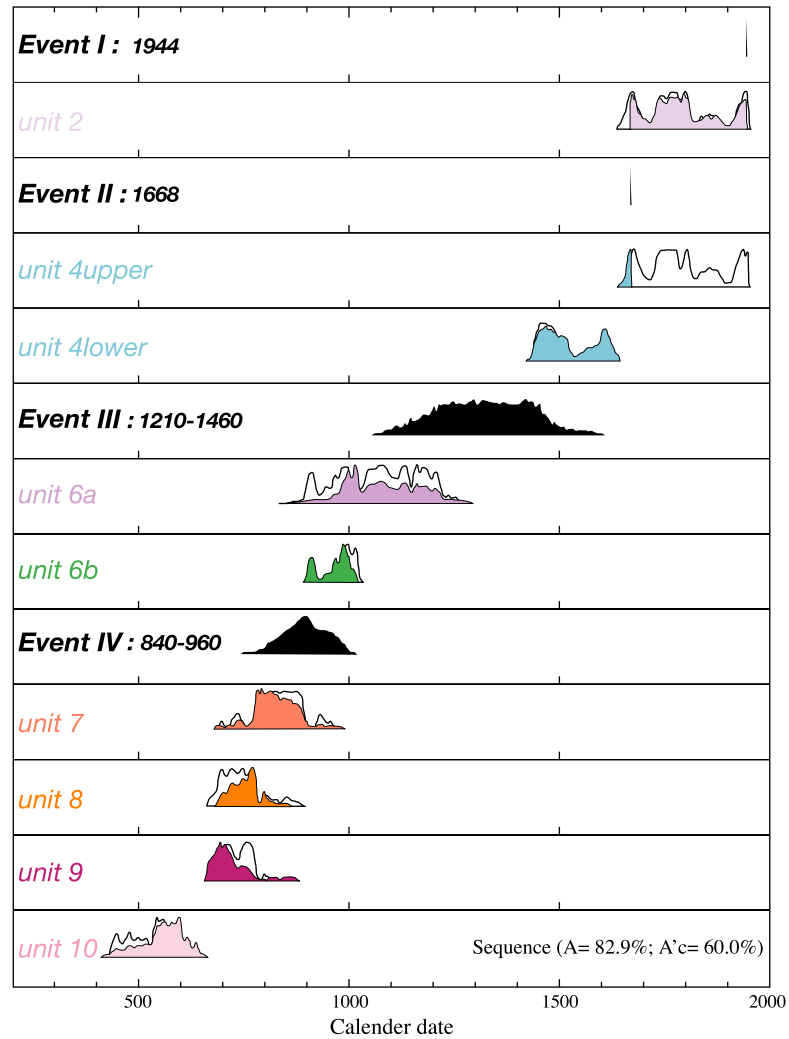 Event I : 1944
unit 2
Event II : 1668
unit 4upper
unit 4lower
Event III : 1210-1460
unit 6a
unit 6b
Event IV : 840-960
unit 7
unit 8
unit 9
unit 10
Sequence (A= 82.9%; A’c= 60.0%)
500 1000 1500 2000
Calender date